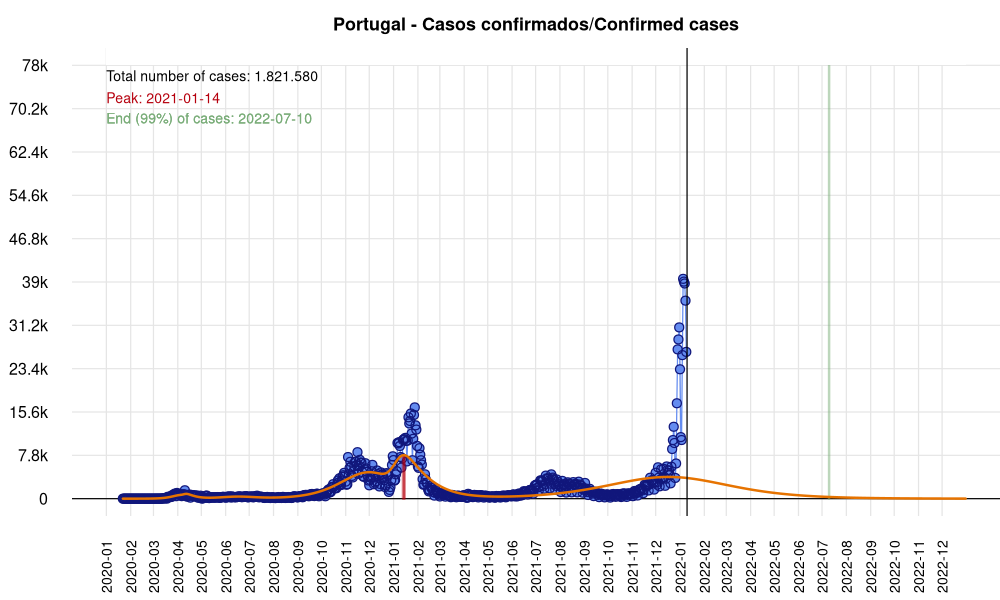 Portugal - Casos confirmados/Confirmed cases
78k
Total number of cases: 1.821.580
Peak: 2021-01-14
70.2k
End (99%) of cases: 2022-07-10
62.4k
54.6k
46.8k
39k
31.2k
23.4k
15.6k
7.8k
0
2020-01
2020-02
2020-03
2020-04
2020-05
2020-06
2020-07
2020-08
2020-09
2020-10
2020-11
2020-12
2021-01
2021-02
2021-03
2021-04
2021-05
2021-06
2021-07
2021-08
2021-09
2021-10
2021-11
2021-12
2022-01
2022-02
2022-03
2022-04
2022-05
2022-06
2022-07
2022-08
2022-09
2022-10
2022-11
2022-12